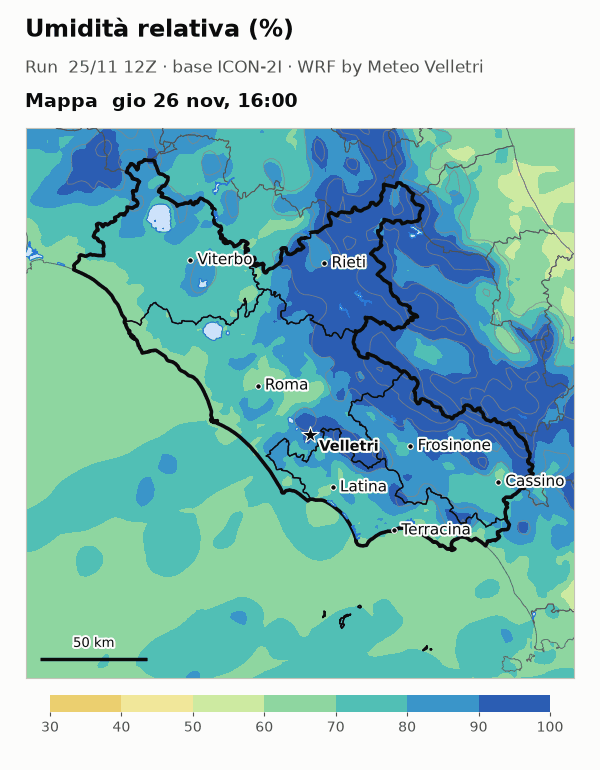 Umidità relativa (%)
Run  25/11 12Z · base ICON-2I · WRF by Meteo Velletri
Mappa  gio 26 nov, 16:00
Viterbo
Rieti
Roma
Velletri
Frosinone
Cassino
Latina
Terracina
50 km
30 40 50 60 70 80 90 100